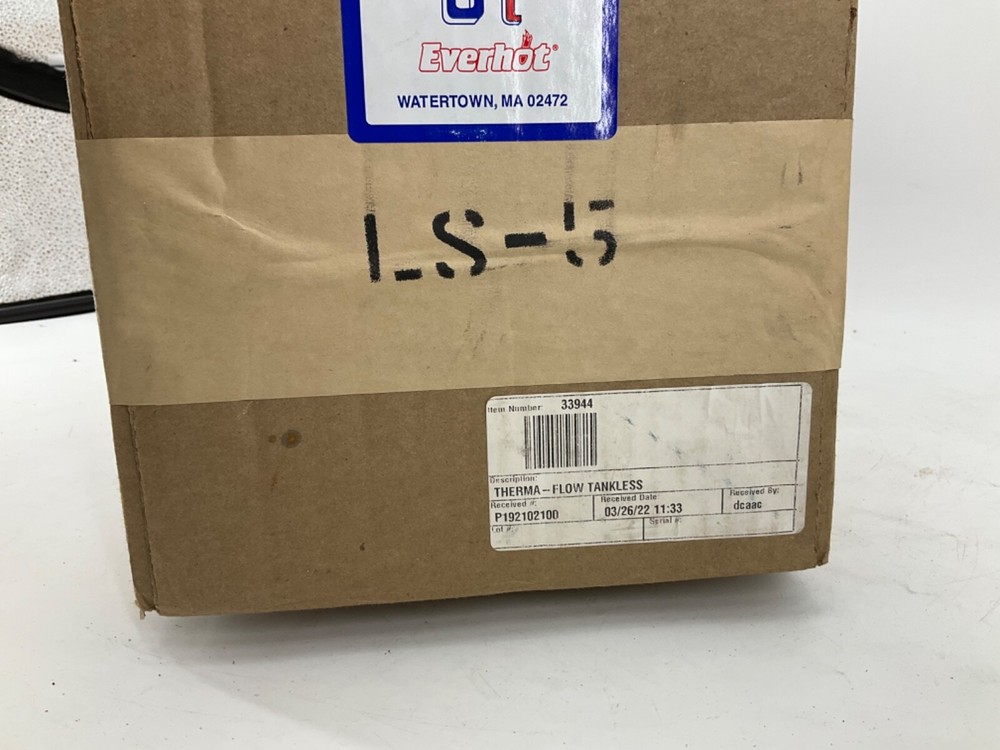 Everhot®
WATERTOWN, MA 02472
LS-5
Item Number: 33944
Description:
THERMA-FLOW TANKLESS
Received #: Received Date: Received By:
P192102100 03/26/22 11:33 dcaac
Lot #: Serial #: